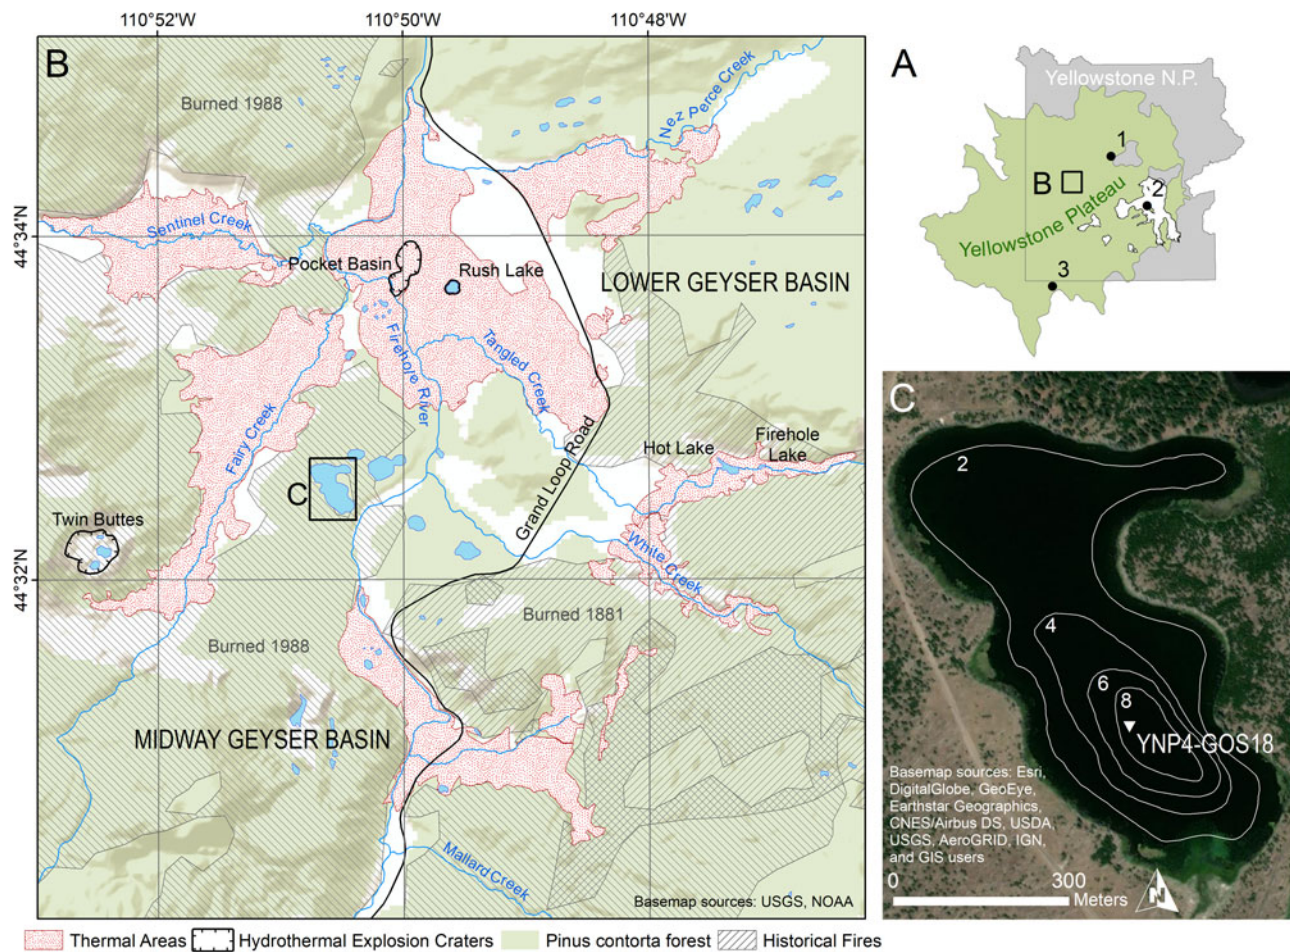 110°52'W
110°50'W
110°48'W
B
Burned 1988
Nez Perce Creek
44°34'N
Sentinel Creek
Pocket Basin
Rush Lake
LOWER GEYSER BASIN
Firehole River
Tangled Creek
Fairy Creek
Grand Loop Road
Hot Lake
Firehole
Lake
C
Twin Buttes
44°32'N
White Creek
Burned 1881
Burned 1988
MIDWAY GEYSER BASIN
Mallard Creek
Basemap sources: USGS, NOAA
A
Yellowstone N.P.
1
B
2
Yellowstone Plateau
3
C
2
4
6
8
YNP4-GOS18
Basemap sources: Esri,
DigitalGlobe, GeoEye,
Earthstar Geographics,
CNES/Airbus DS, USDA,
USGS, AeroGRID, IGN,
and GIS users
0
300
Meters
N
Thermal Areas
Hydrothermal Explosion Craters
Pinus contorta forest
Historical Fires